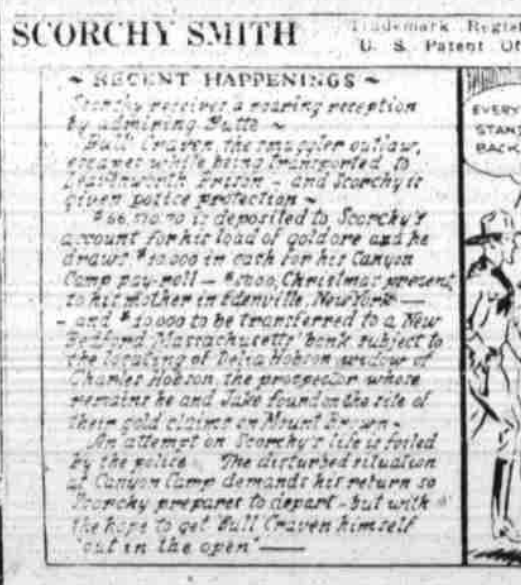 SCORCHY SMITH
Trademark Regist
U. S. Patent Of
~ RECENT HAPPENINGS ~
Scorchy receives a roaring reception
by admiring Butte ~
"Bull" Craven, the smuggler outlaw,
escapes while being transported to
Leavenworth Prison - and Scorchy is
given police protection ~
is deposited to Scorchy's
account for his load of gold ore and he
draws $10,000 in cash for his Canyon
Camp pay-roll — $5000, Christmas present
to his mother in Edenville, New York —
- and $10,000 to be transferred to a New
Bedford Massachusetts bank subject to
the locating of Delia Hobson widow of
Charles Hobson, the prospector whose
remains he and Jake found on the site of
their gold claims on Mount Brown -
An attempt on Scorchy's life is foiled
by the police. The disturbed situation
at Canyon Camp demands his return so
Scorchy prepares to depart - but with
the hope to get Bull Craven himself
"out in the open" —
EVERY
STAN
BACK